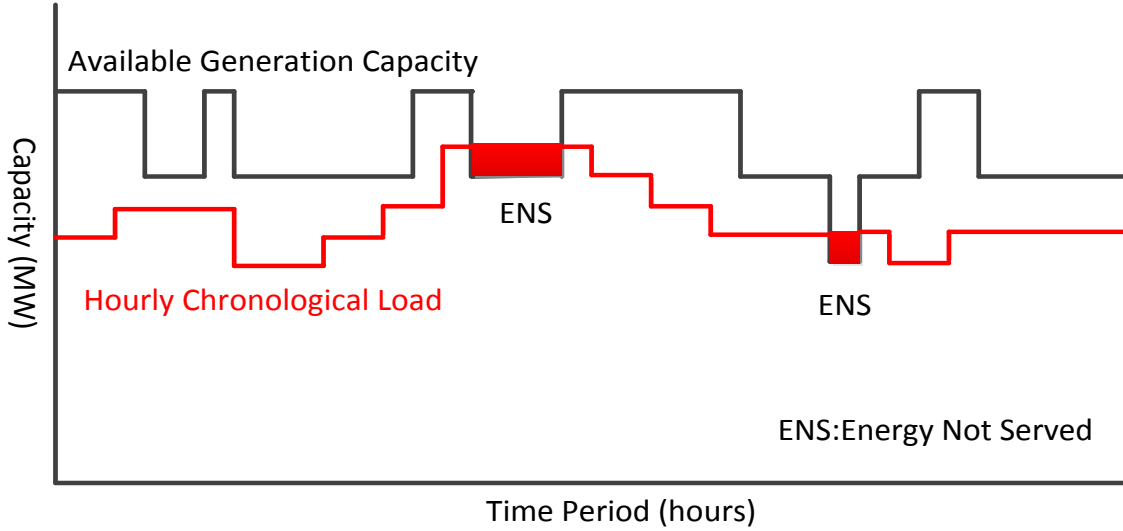 Available Generation Capacity
Capacity (MW)
ENS
Hourly Chronological Load
ENS
ENS:Energy Not Served
Time Period (hours)